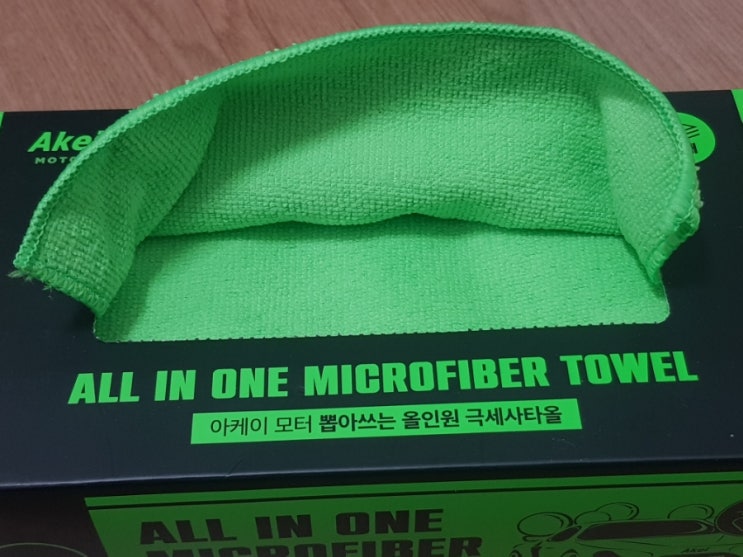 ALL IN ONE MICROFIBER TOWEL
아케이 모터 뽑아쓰는 올인원 극세사타올
ALL IN ONE
MICROFIBER